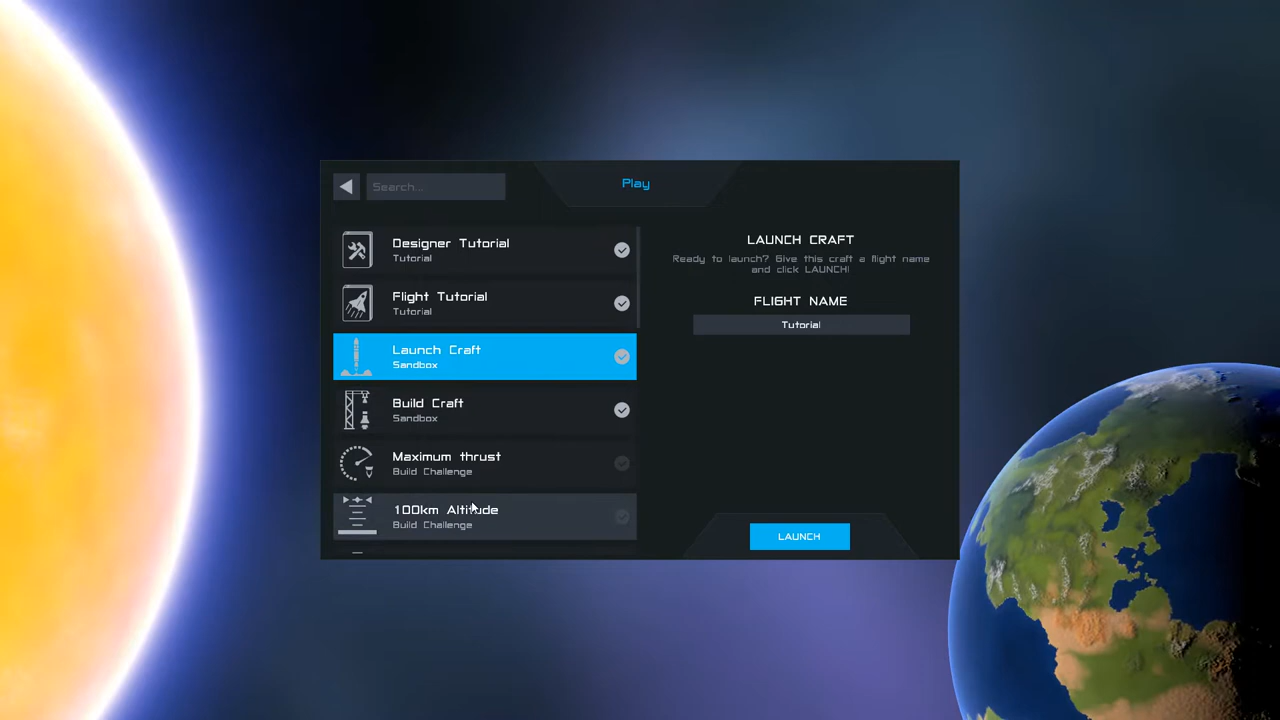 Search...
Play
Designer Tutorial
Tutorial
Flight Tutorial
Tutorial
Launch Craft
Sandbox
Build Craft
Sandbox
Maximum thrust
Build Challenge
100km Altitude
Build Challenge
LAUNCH CRAFT
Ready to launch? Give this craft a flight name
and click LAUNCH!
FLIGHT NAME
Tutorial
LAUNCH